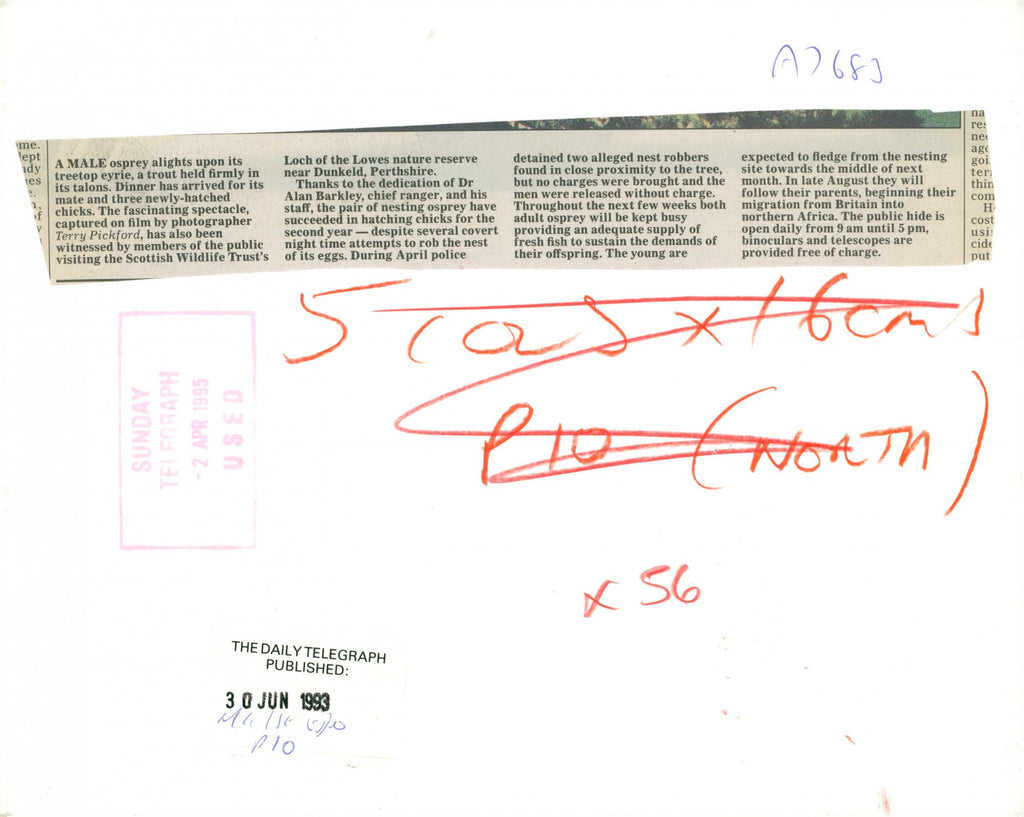 A7683
A MALE osprey alights upon its
treetop eyrie, a trout held firmly in
its talons. Dinner has arrived for its
mate and three newly-hatched
chicks. The fascinating spectacle,
captured on film by photographer
Terry Pickford, has also been
witnessed by members of the public
visiting the Scottish Wildlife Trust's
Loch of the Lowes nature reserve
near Dunkeld, Perthshire.
Thanks to the dedication of Dr
Alan Barkley, chief ranger, and his
staff, the pair of nesting osprey have
succeeded in hatching chicks for the
second year — despite several covert
night time attempts to rob the nest
of its eggs. During April police
detained two alleged nest robbers
found in close proximity to the tree,
but no charges were brought and the
men were released without charge.
Throughout the next few weeks both
adult osprey will be kept busy
providing an adequate supply of
fresh fish to sustain the demands of
their offspring. The young are
expected to fledge from the nesting
site towards the middle of next
month. In late August they will
follow their parents, beginning their
migration from Britain into
northern Africa. The public hide is
open daily from 9 am until 5 pm,
binoculars and telescopes are
provided free of charge.
5 cols x 16cms
P10 (NORTH)
x 56
SUNDAY
TELEGRAPH
-2 APR 1995
USED
THE DAILY TELEGRAPH
PUBLISHED:
30 JUN 1993
P10